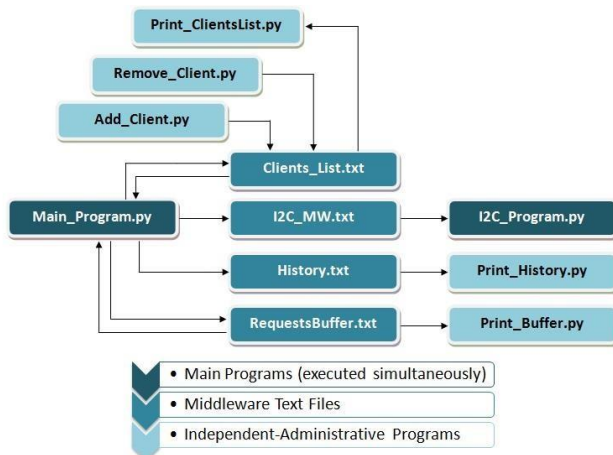 Print_ClientsList.py
Remove_Client.py
Add_Client.py
Clients_List.txt
Main_Program.py
I2C_MW.txt
I2C_Program.py
History.txt
Print_History.py
RequestsBuffer.txt
Print_Buffer.py
• Main Programs (executed simultaneously)
• Middleware Text Files
• Independent-Administrative Programs